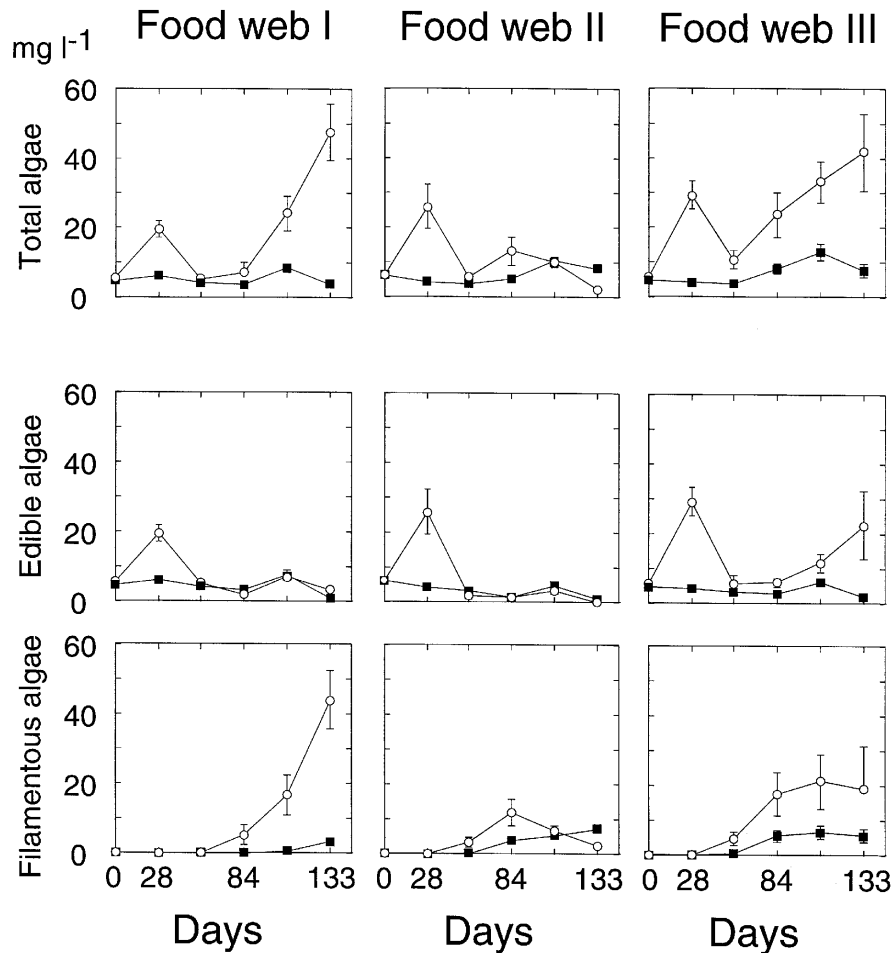 Food web I Food web II Food web III
mg l-1
60
40
20
0
Total algae
60
40
20
0
Edible algae
60
40
20
0
Filamentous algae
0 28 84 133 0 28 84 133 0 28 84 133
Days Days Days